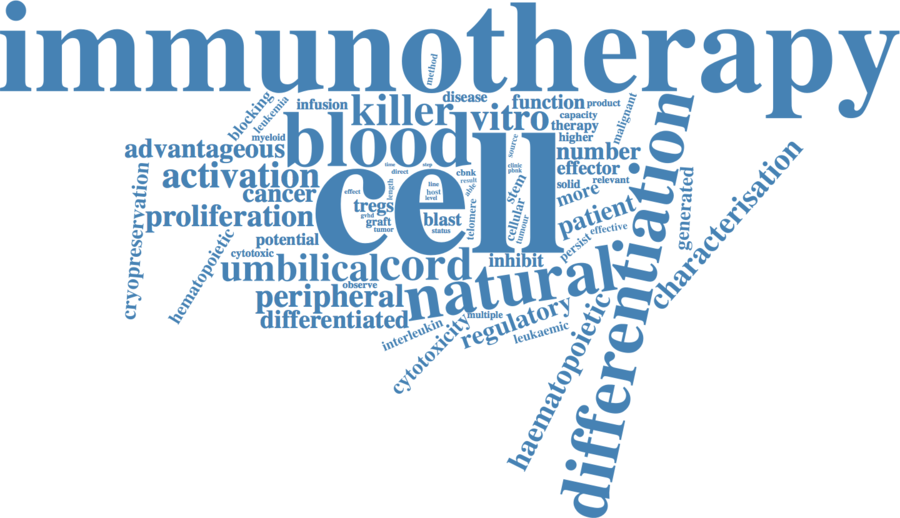 immunotherapy
method
blocking
leukemia
infusion
killer
disease
vitro
function
product
capacity
therapy
higher
malignant
myeloid
advantageous
blood
source
number
activation
cell
time
stop
direct
clinic
pbnk
effector
solid
relevant
cancer
effect
length
line
host
level
cbnk
result
able
stem
more
differentiation
generated
characterisation
cryopreservation
proliferation
tregs
gvhd
graft
tumor
blast
status
telomere
cellular
tumour
patient
persist
effective
hematopoietic
potential
cytotoxic
umbilical
cord
inhibit
observe
peripheral
natural
differentiated
interleukin
cytotoxicity
multiple
regulatory
leukaemic
haematopoietic